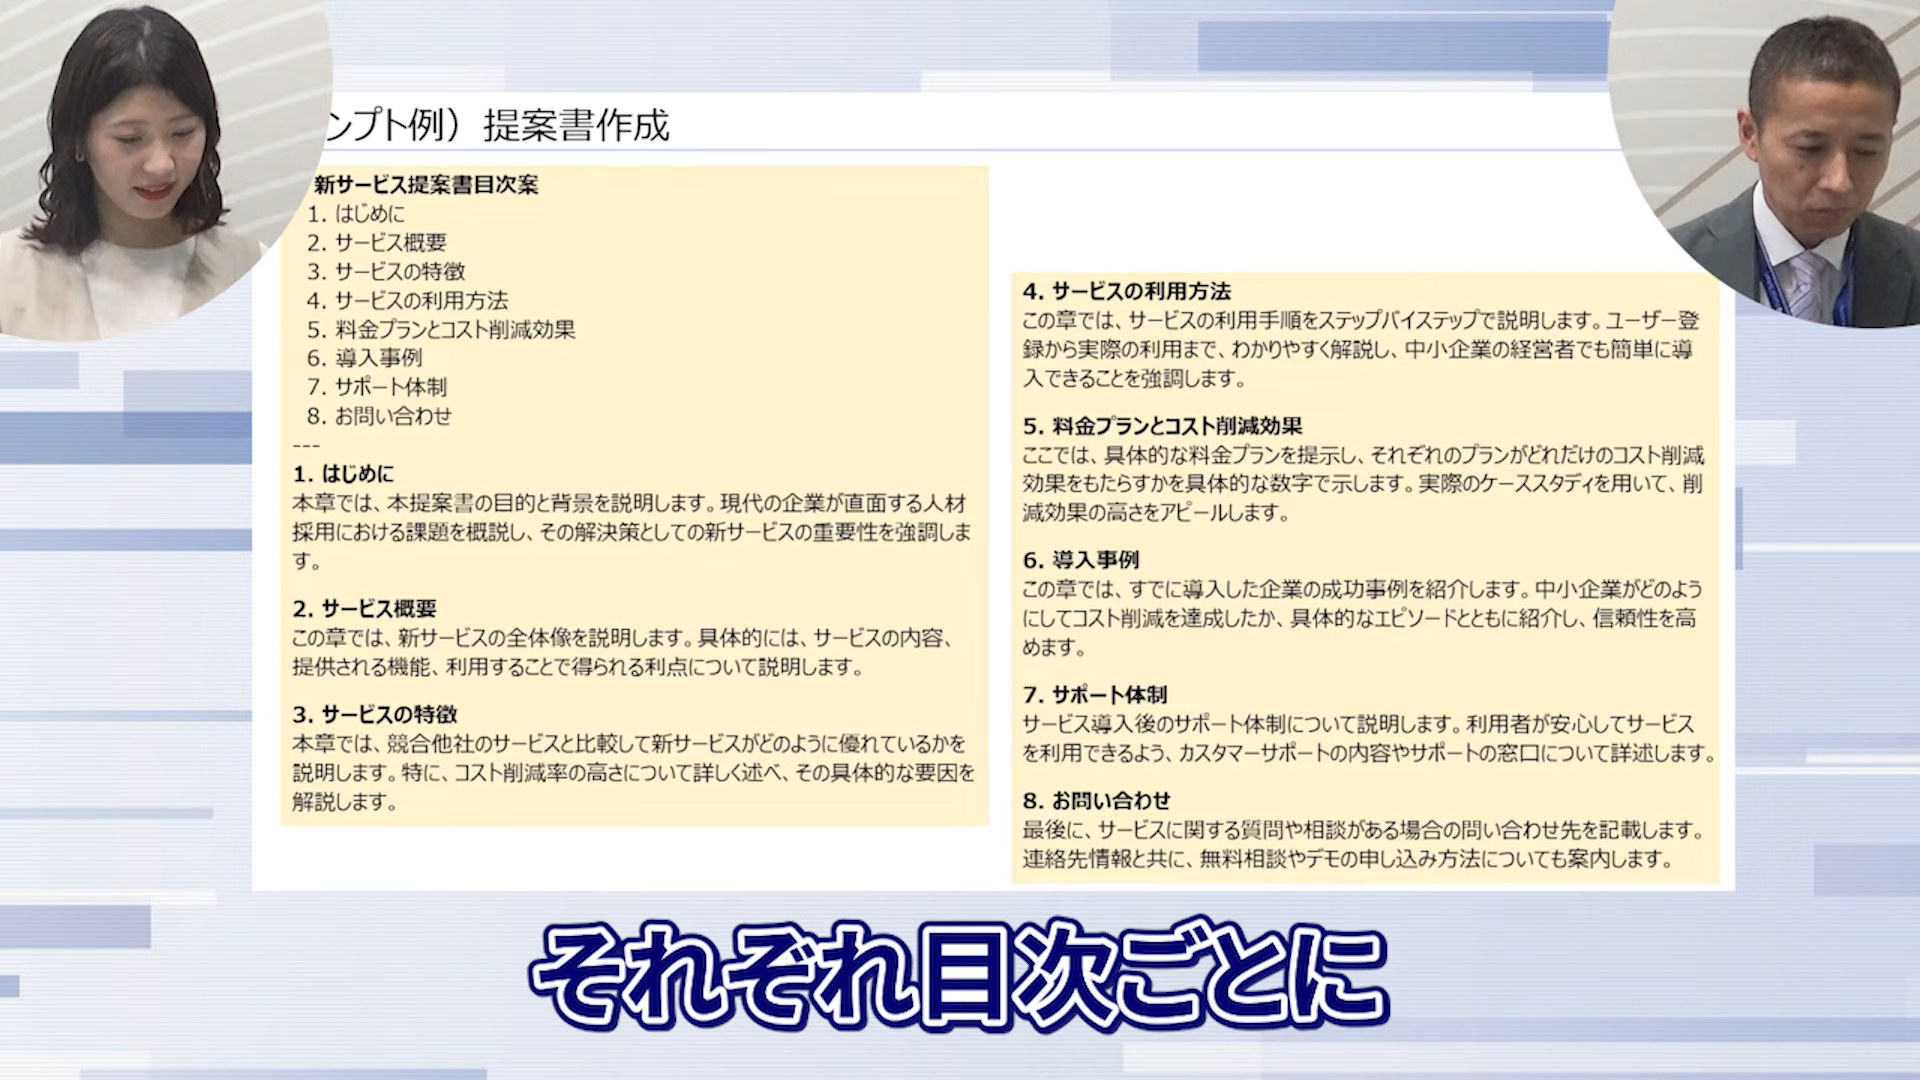 ンプト例）提案書作成
新サービス提案書目次案
1. はじめに
2. サービス概要
3. サービスの特徴
4. サービスの利用方法
5. 料金プランとコスト削減効果
6. 導入事例
7. サポート体制
8. お問い合わせ
---
1. はじめに
本章では、本提案書の目的と背景を説明します。現代の企業が直面する人材
採用における課題を概説し、その解決策としての新サービスの重要性を強調しま
す。
2. サービス概要
この章では、新サービスの全体像を説明します。具体的には、サービスの内容、
提供される機能、利用することで得られる利点について説明します。
3. サービスの特徴
本章では、競合他社のサービスと比較して新サービスがどのように優れているかを
説明します。特に、コスト削減率の高さについて詳しく述べ、その具体的な要因を
解説します。
4. サービスの利用方法
この章では、サービスの利用手順をステップバイステップで説明します。ユーザー登
録から実際の利用まで、わかりやすく解説し、中小企業の経営者でも簡単に導
入できることを強調します。
5. 料金プランとコスト削減効果
ここでは、具体的な料金プランを提示し、それぞれのプランがどれだけのコスト削減
効果をもたらすかを具体的な数字で示します。実際のケーススタディを用いて、削
減効果の高さをアピールします。
6. 導入事例
この章では、すでに導入した企業の成功事例を紹介します。中小企業がどのよう
にしてコスト削減を達成したか、具体的なエピソードとともに紹介し、信頼性を高
めます。
7. サポート体制
サービス導入後のサポート体制について説明します。利用者が安心してサービス
を利用できるよう、カスタマーサポートの内容やサポートの窓口について詳述します。
8. お問い合わせ
最後に、サービスに関する質問や相談がある場合の問い合わせ先を記載します。
連絡先情報と共に、無料相談やデモの申し込み方法についても案内します。
それぞれ目次ごとに